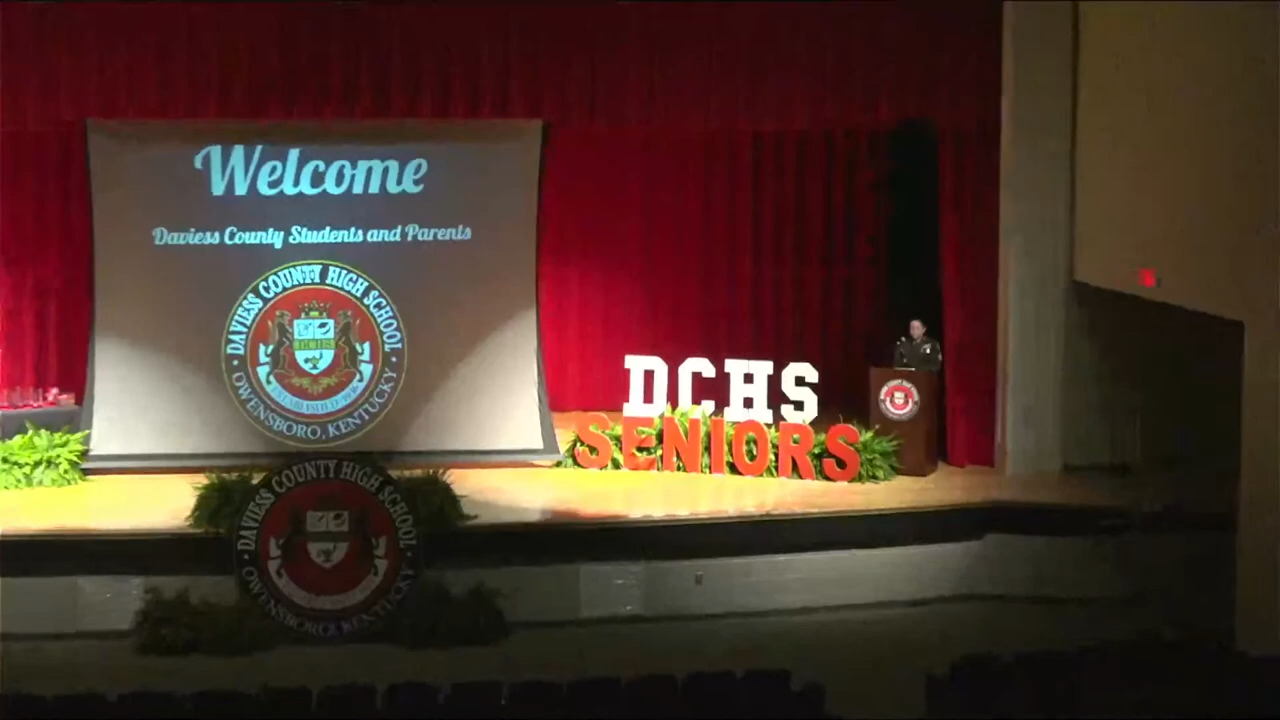 Welcome
Daviess County Students and Parents
DAVIESS COUNTY HIGH SCHOOL
OWENSBORO, KENTUCKY
DCHS
SENIORS
DAVIESS COUNTY HIGH SCHOOL
OWENSBORO, KENTUCKY